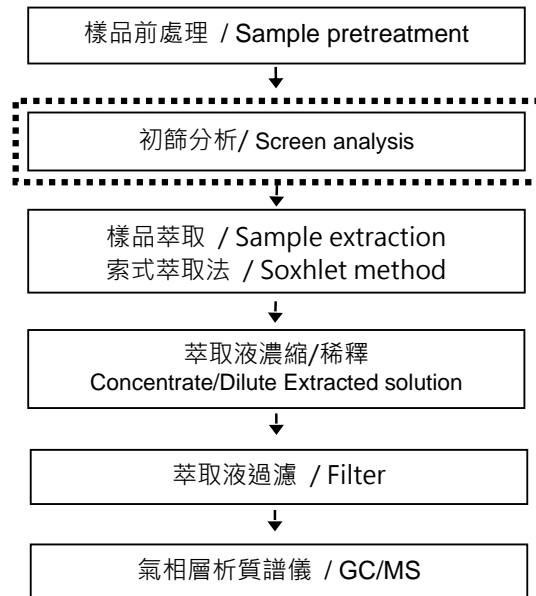 樣品前處理 / Sample pretreatment
初篩分析/ Screen analysis
樣品萃取 / Sample extraction
索式萃取法 / Soxhlet method
萃取液濃縮/稀釋
Concentrate/Dilute Extracted solution
萃取液過濾 / Filter
氣相層析質譜儀 / GC/MS